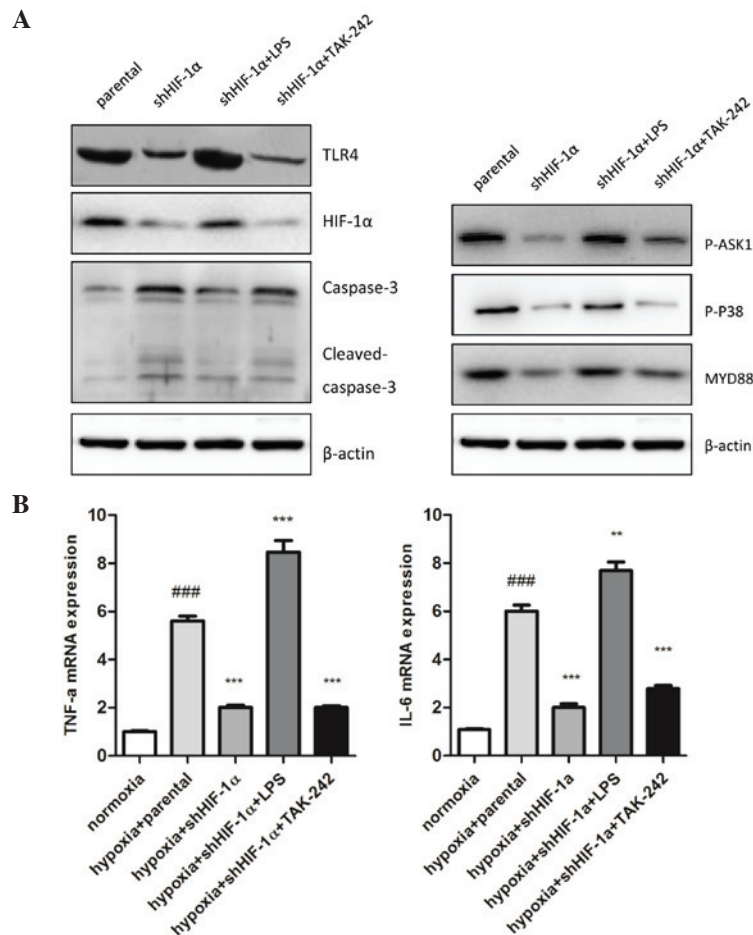 A
parental
shHIF-1α
shHIF-1α+LPS
shHIF-1α+TAK-242
TLR4
HIF-1α
Caspase-3
Cleaved-
caspase-3
β-actin
parental
shHIF-1α
shHIF-1α+LPS
shHIF-1α+TAK-242
P-ASK1
P-P38
MYD88
β-actin
B
TNF-a mRNA expression
10
8
6
4
2
0
###
***
***
***
normoxia
hypoxia+parental
hypoxia+shHIF-1α
hypoxia+shHIF-1α+LPS
hypoxia+shHIF-1α+TAK-242
IL-6 mRNA expression
10
8
6
4
2
0
###
***
**
***
normoxia
hypoxia+parental
hypoxia+shHIF-1a
hypoxia+shHIF-1a+LPS
hypoxia+shHIF-1a+TAK-242